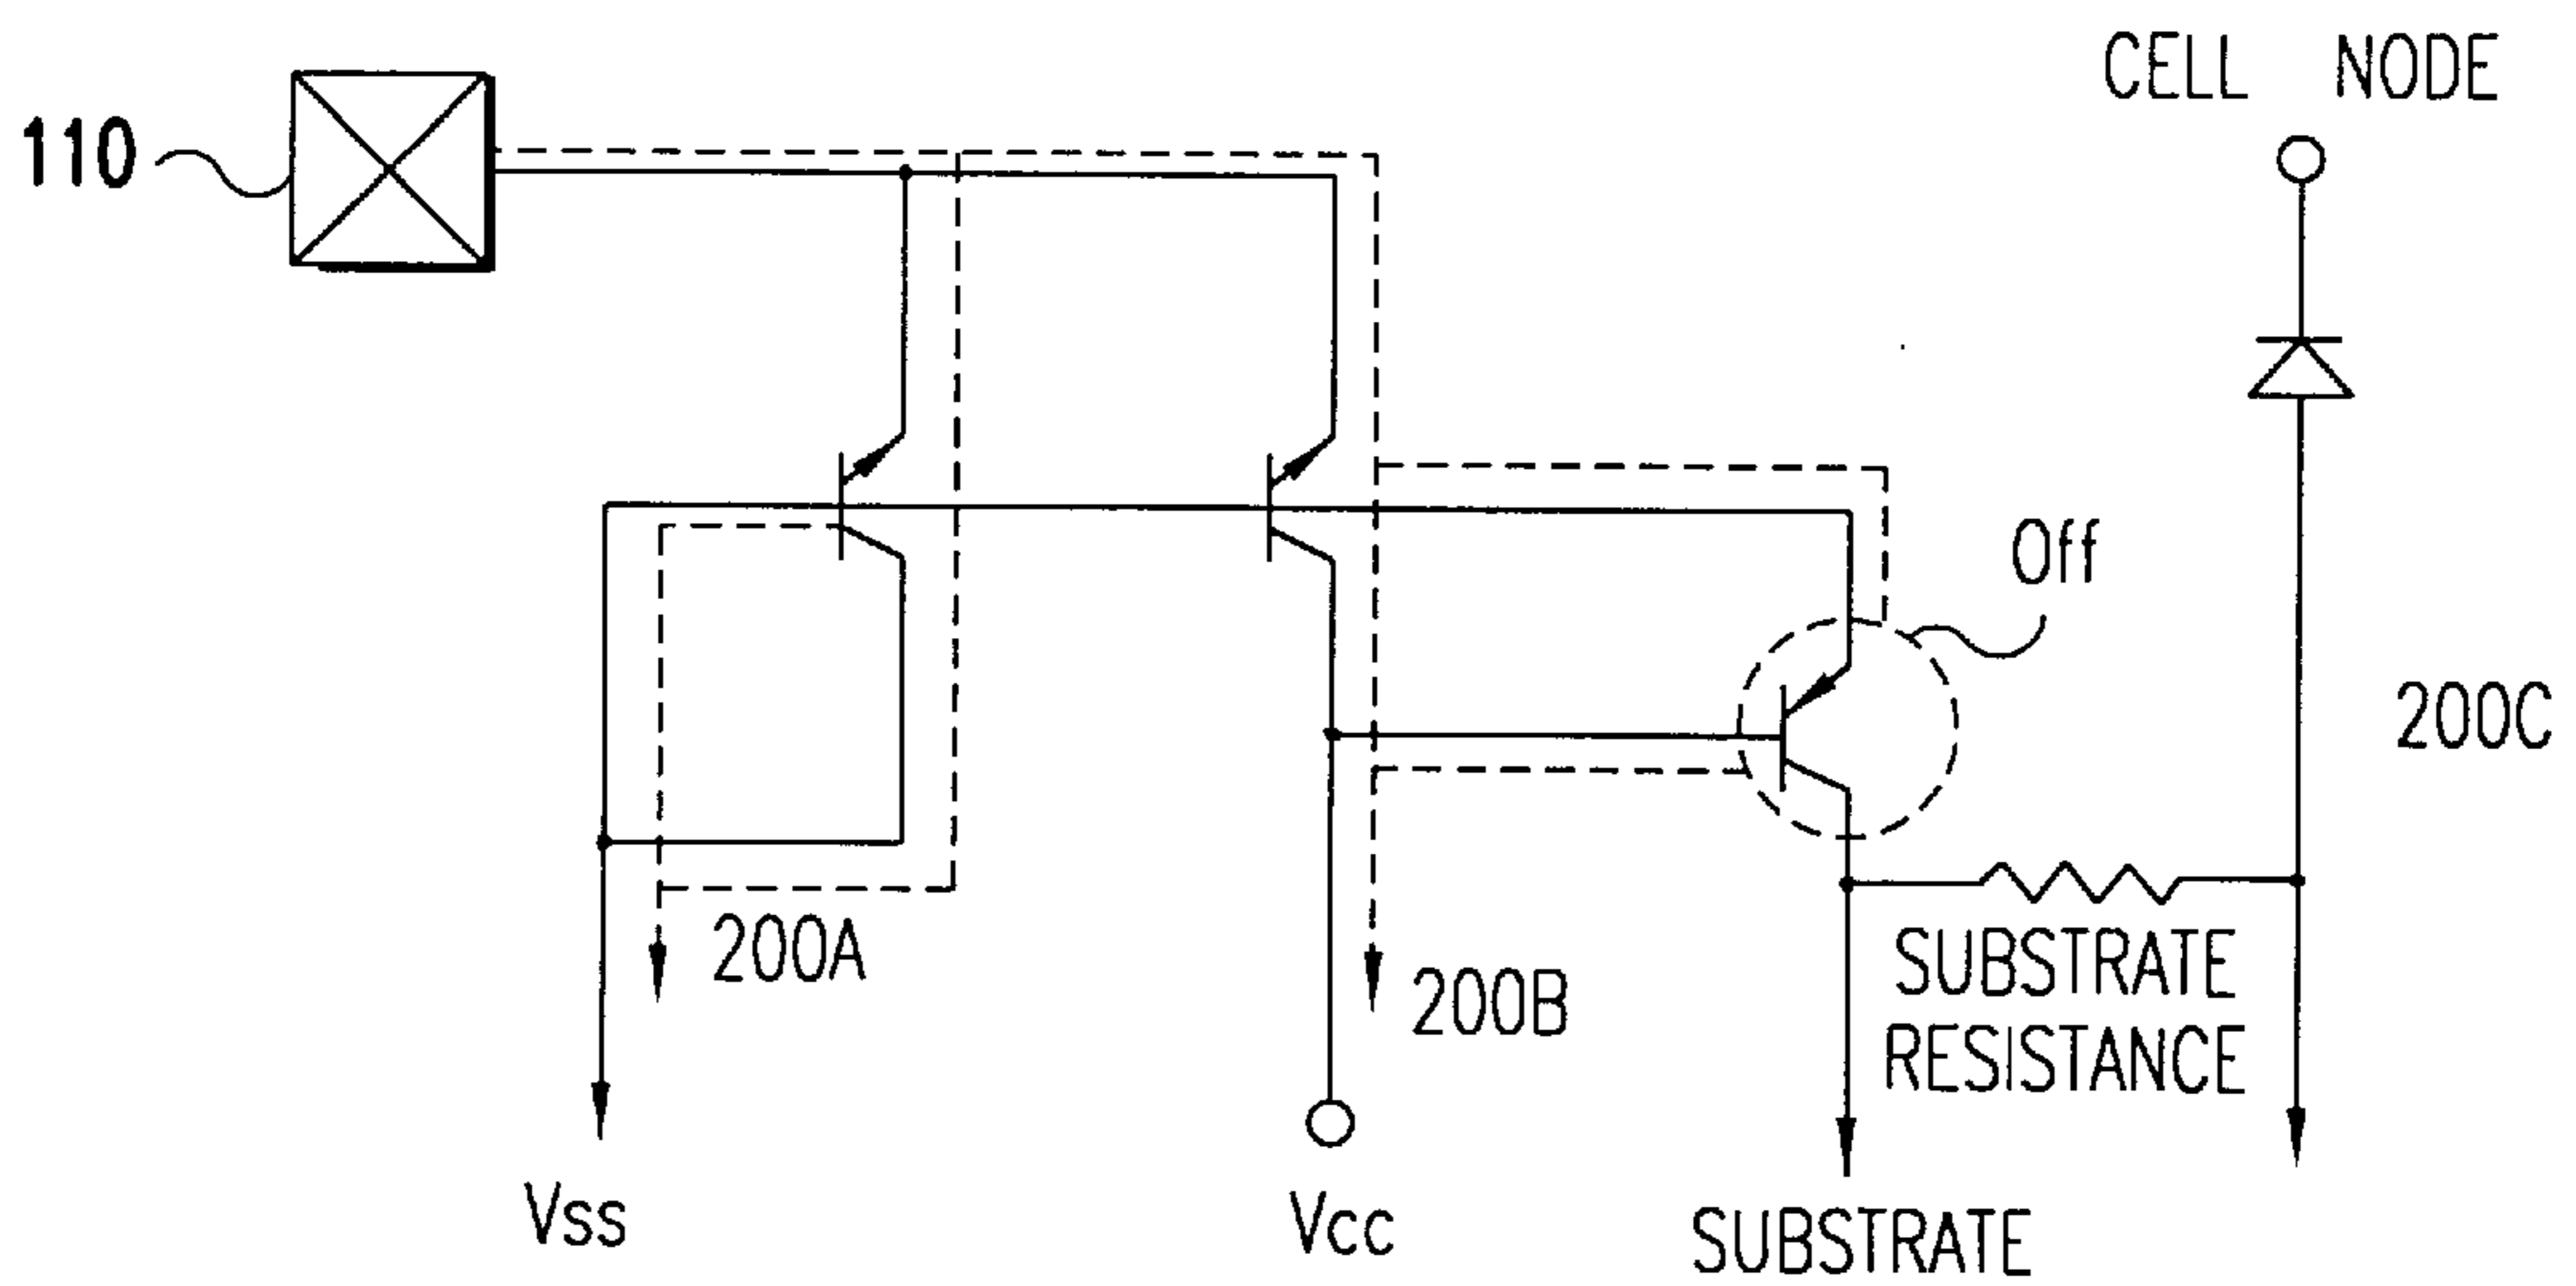 CELL NODE
110
Off
200C
200A
200B
SUBSTRATE
RESISTANCE
Vss
Vcc
SUBSTRATE